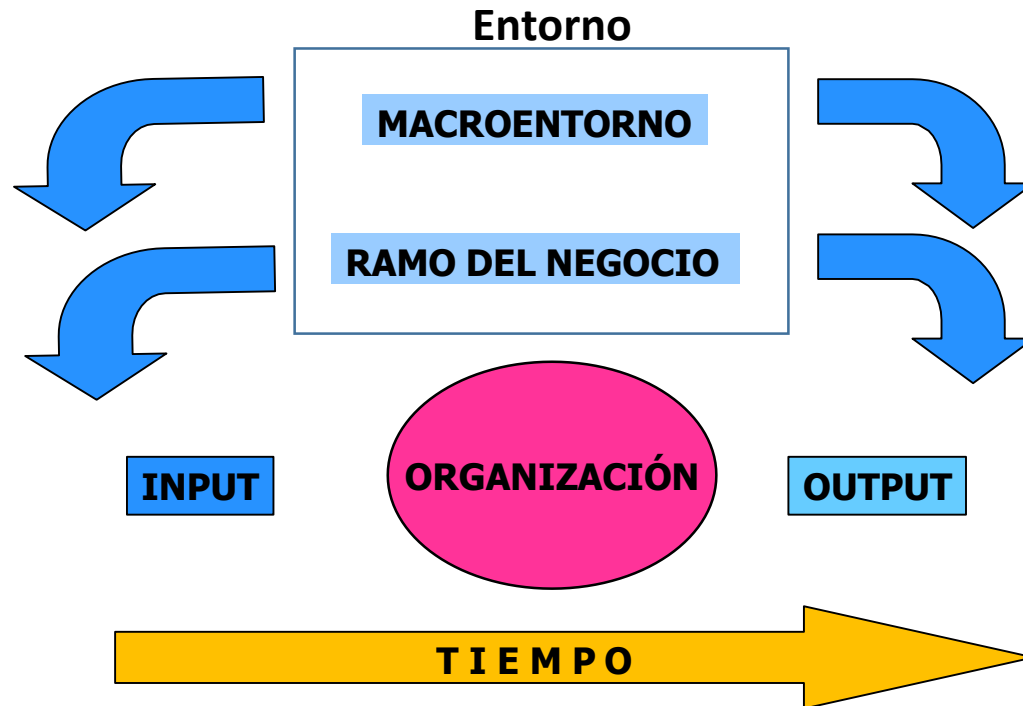 Entorno
MACROENTORNO
RAMO DEL NEGOCIO
INPUT
ORGANIZACIÓN
OUTPUT
T I E M P O